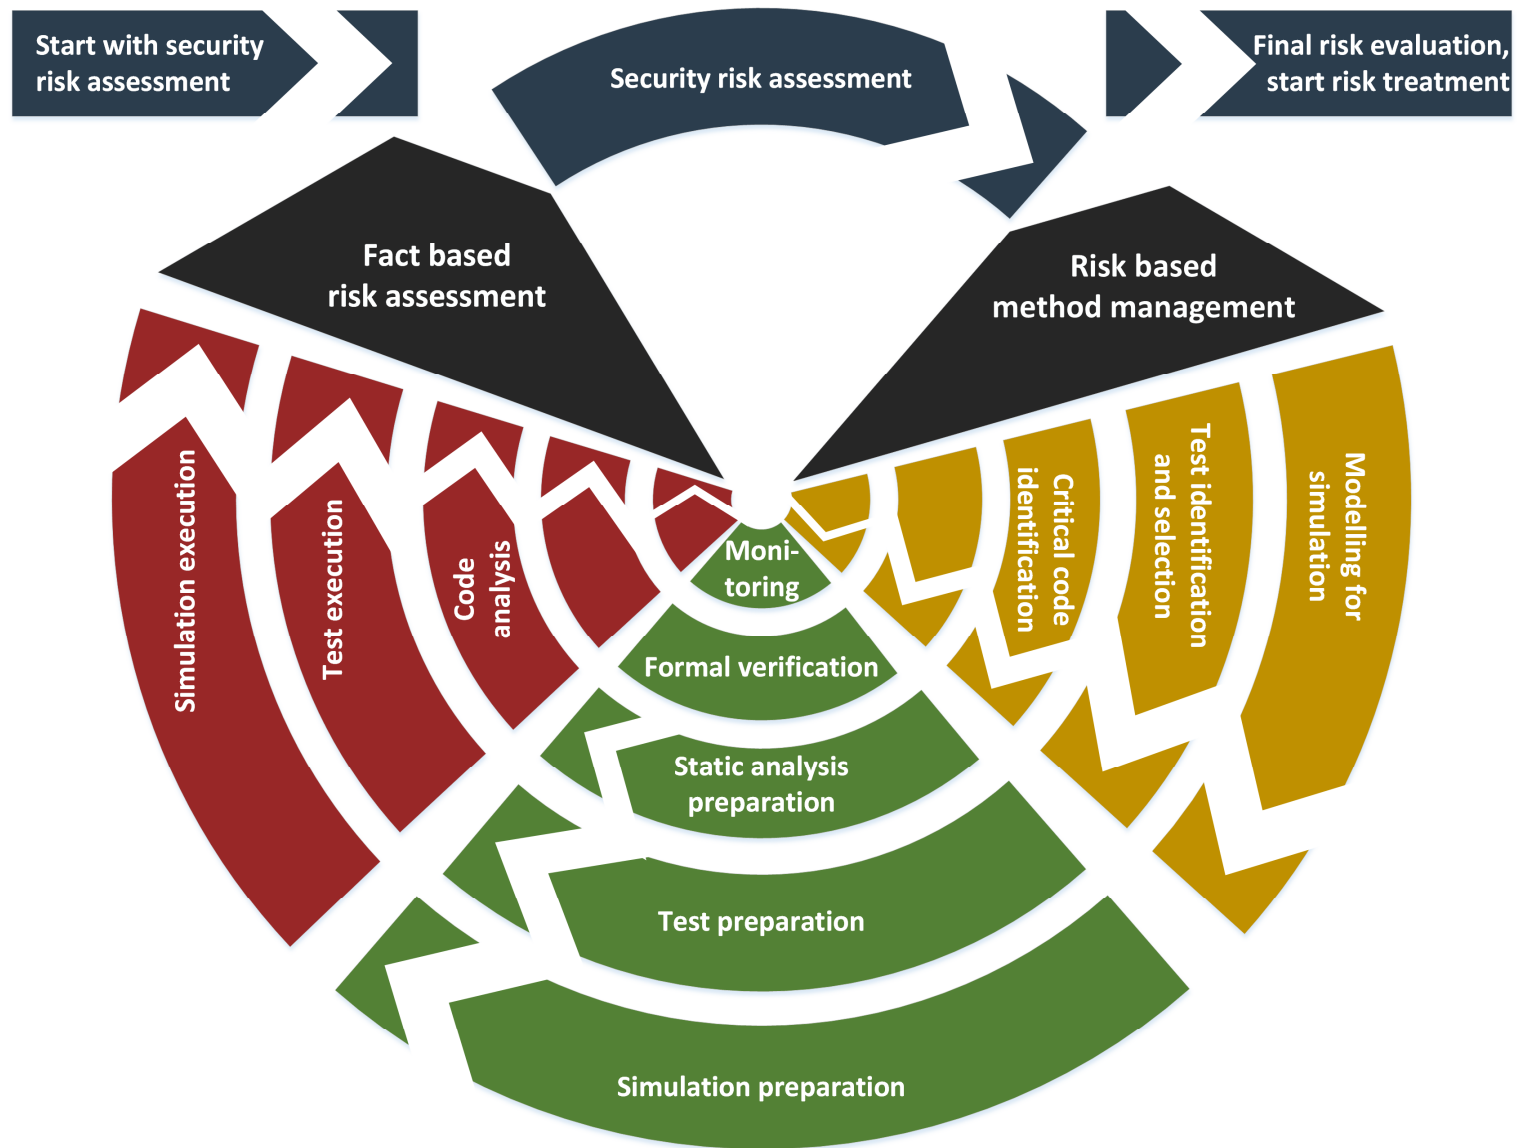 Start with security
risk assessment
Security risk assessment
Final risk evaluation,
start risk treatment
Fact based
risk assessment
Risk based
method management
Simulation execution
Test execution
Code
analysis
Moni-
toring
Formal verification
Static analysis
preparation
Test preparation
Simulation preparation
Critical code
identification
Test identification
and selection
Modelling for
simulation